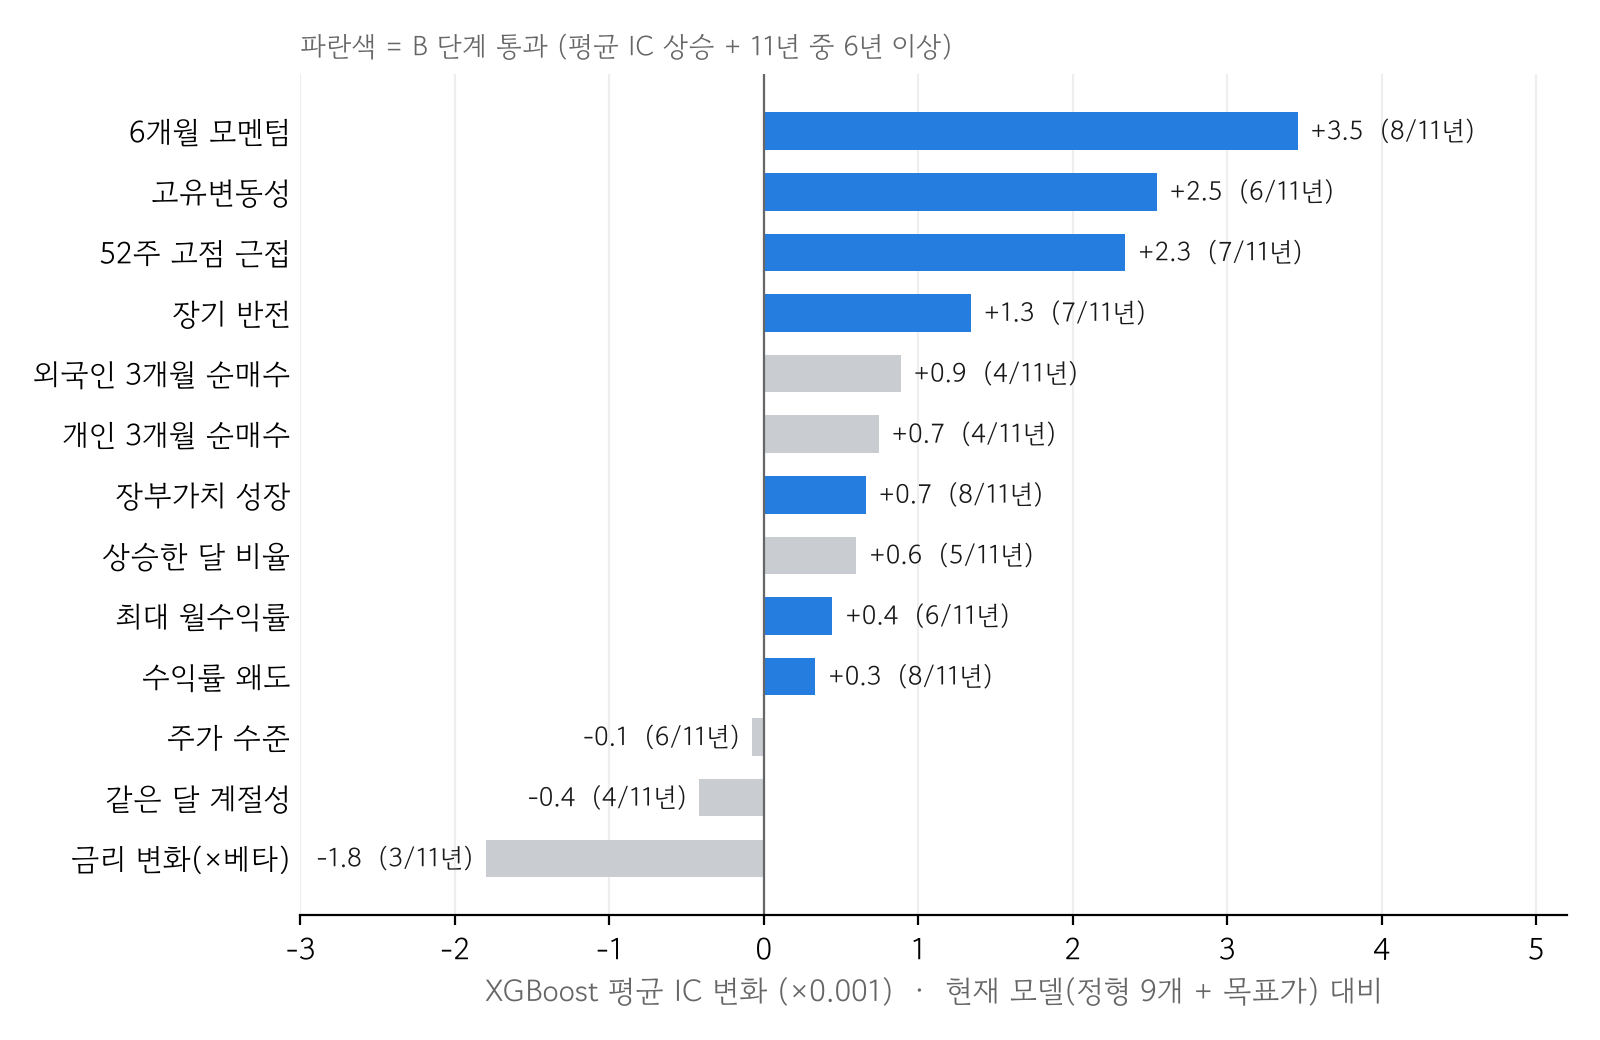 파란색 = B 단계 통과 (평균 IC 상승 + 11년 중 6년 이상)
6개월 모멘텀 +3.5 (8/11년)
고유변동성 +2.5 (6/11년)
52주 고점 근접 +2.3 (7/11년)
장기 반전 +1.3 (7/11년)
외국인 3개월 순매수 +0.9 (4/11년)
개인 3개월 순매수 +0.7 (4/11년)
장부가치 성장 +0.7 (8/11년)
상승한 달 비율 +0.6 (5/11년)
최대 월수익률 +0.4 (6/11년)
수익률 왜도 +0.3 (8/11년)
주가 수준 -0.1 (6/11년)
같은 달 계절성 -0.4 (4/11년)
금리 변화(×베타) -1.8 (3/11년)
-3 -2 -1 0 1 2 3 4 5
XGBoost 평균 IC 변화 (×0.001) · 현재 모델(정형 9개 + 목표가) 대비